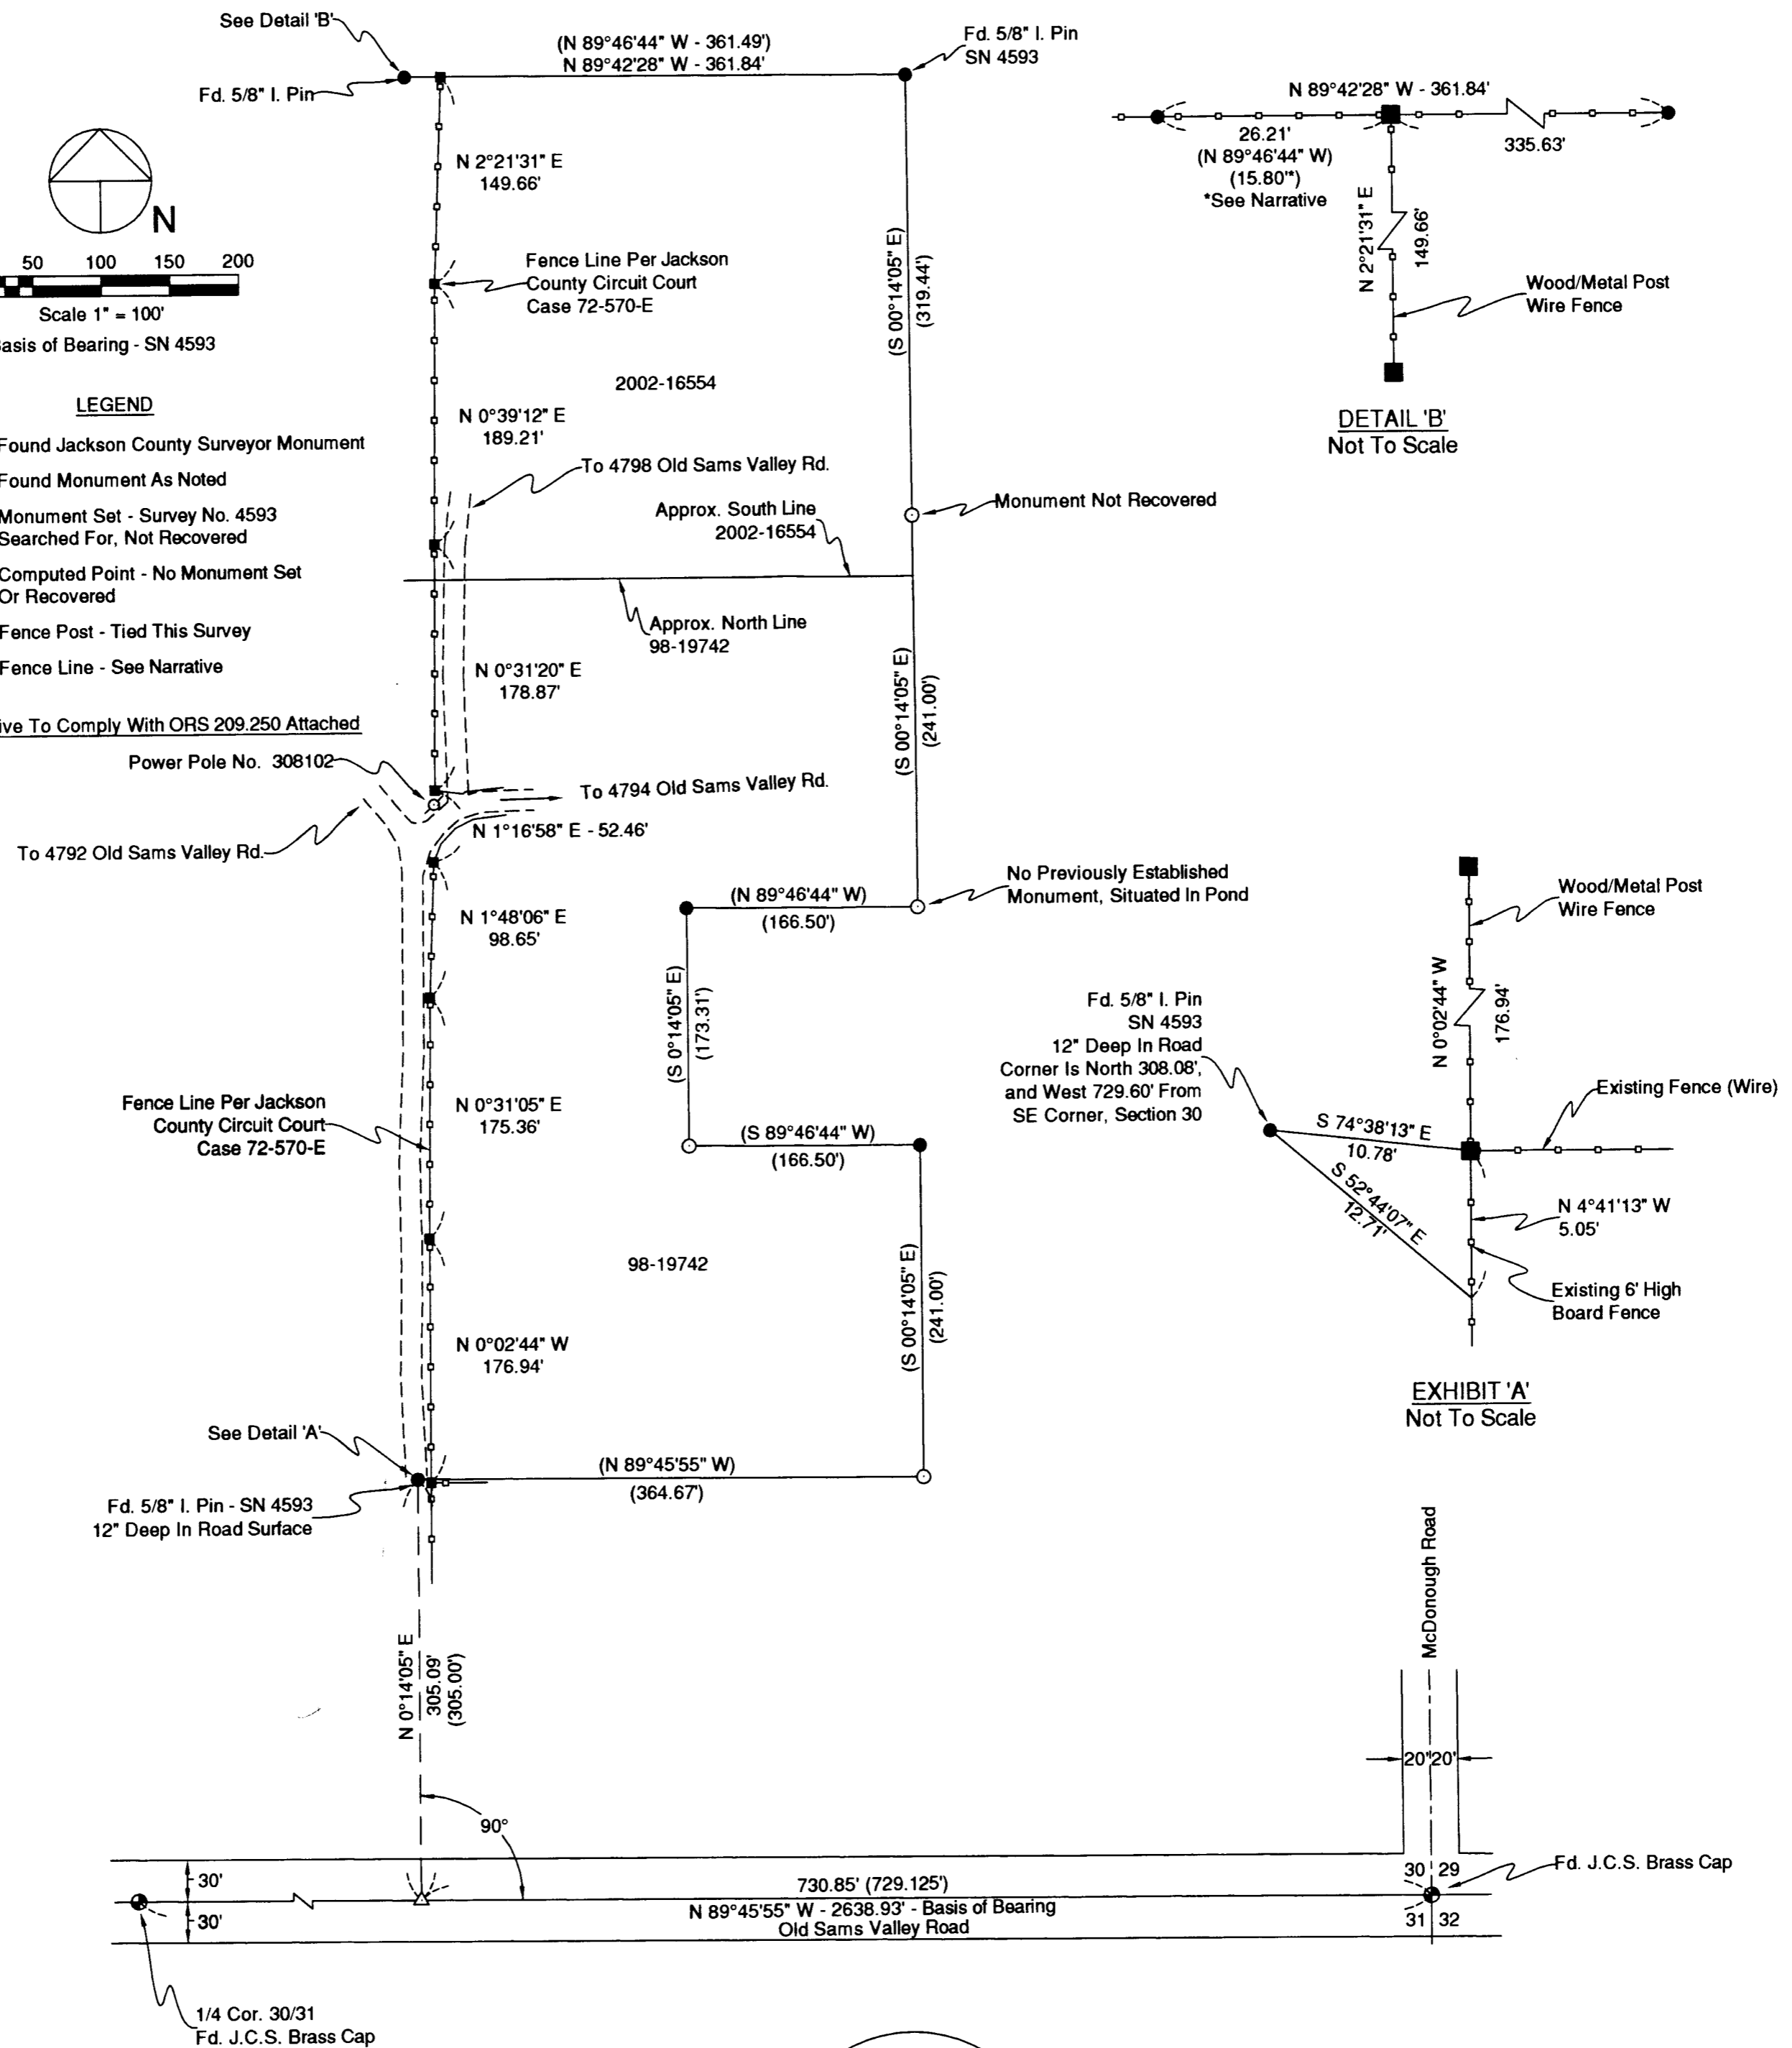 See Detail 'B'
(N 89°46'44" W - 361.49')
N 89°42'28" W - 361.84'
Fd. 5/8" I. Pin
SN 4593
Fd. 5/8" I. Pin
N
50 100 150 200
Scale 1" = 100'
asis of Bearing - SN 4593
LEGEND
Found Jackson County Surveyor Monument
Found Monument As Noted
Monument Set - Survey No. 4593
Searched For, Not Recovered
Computed Point - No Monument Set
Or Recovered
Fence Post - Tied This Survey
Fence Line - See Narrative
ive To Comply With ORS 209.250 Attached
N 2°21'31" E
149.66'
Fence Line Per Jackson
County Circuit Court
Case 72-570-E
(S 00°14'05" E)
(319.44')
2002-16554
N 0°39'12" E
189.21'
To 4798 Old Sams Valley Rd.
Approx. South Line
2002-16554
Monument Not Recovered
Approx. North Line
98-19742
N 0°31'20" E
178.87'
(S 00°14'05" E)
(241.00')
Power Pole No. 308102
To 4794 Old Sams Valley Rd.
N 1°16'58" E - 52.46'
To 4792 Old Sams Valley Rd.
No Previously Established
Monument, Situated In Pond
(N 89°46'44" W)
(166.50')
N 1°48'06" E
98.65'
(S 0°14'05" E)
(173.31')
Fence Line Per Jackson
County Circuit Court
Case 72-570-E
N 0°31'05" E
175.36'
(S 89°46'44" W)
(166.50')
98-19742
(S 00°14'05" E)
(241.00')
N 0°02'44" W
176.94'
See Detail 'A'
(N 89°45'55" W)
(364.67')
Fd. 5/8" I. Pin - SN 4593
12" Deep In Road Surface
N 0°14'05" E
305.09'
(305.00')
90°
30'
30'
730.85' (729.125')
N 89°45'55" W - 2638.93' - Basis of Bearing
Old Sams Valley Road
1/4 Cor. 30/31
Fd. J.C.S. Brass Cap
McDonough Road
20' 20'
30 29
31 32
Fd. J.C.S. Brass Cap
N 89°42'28" W - 361.84'
26.21'
(N 89°46'44" W)
(15.80'*)
*See Narrative
335.63'
N 2°21'31" E
149.66'
Wood/Metal Post
Wire Fence
DETAIL 'B'
Not To Scale
Wood/Metal Post
Wire Fence
N 0°02'44" W
176.94'
Fd. 5/8" I. Pin
SN 4593
12" Deep In Road
Corner Is North 308.08',
and West 729.60' From
SE Corner, Section 30
Existing Fence (Wire)
S 74°38'13" E
10.78'
S 52°44'07" E
12.71'
N 4°41'13" W
5.05'
Existing 6' High
Board Fence
EXHIBIT 'A'
Not To Scale